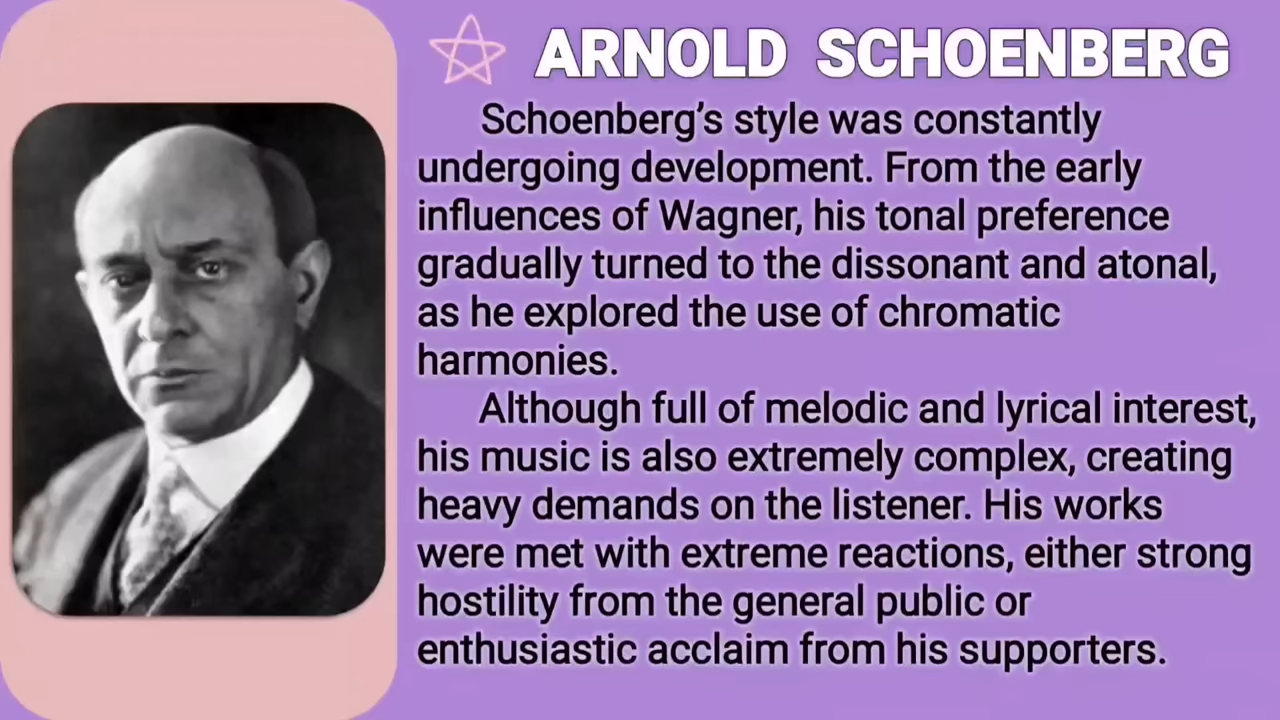 ARNOLD SCHOENBERG
Schoenberg’s style was constantly
undergoing development. From the early
influences of Wagner, his tonal preference
gradually turned to the dissonant and atonal,
as he explored the use of chromatic
harmonies.
Although full of melodic and lyrical interest,
his music is also extremely complex, creating
heavy demands on the listener. His works
were met with extreme reactions, either strong
hostility from the general public or
enthusiastic acclaim from his supporters.